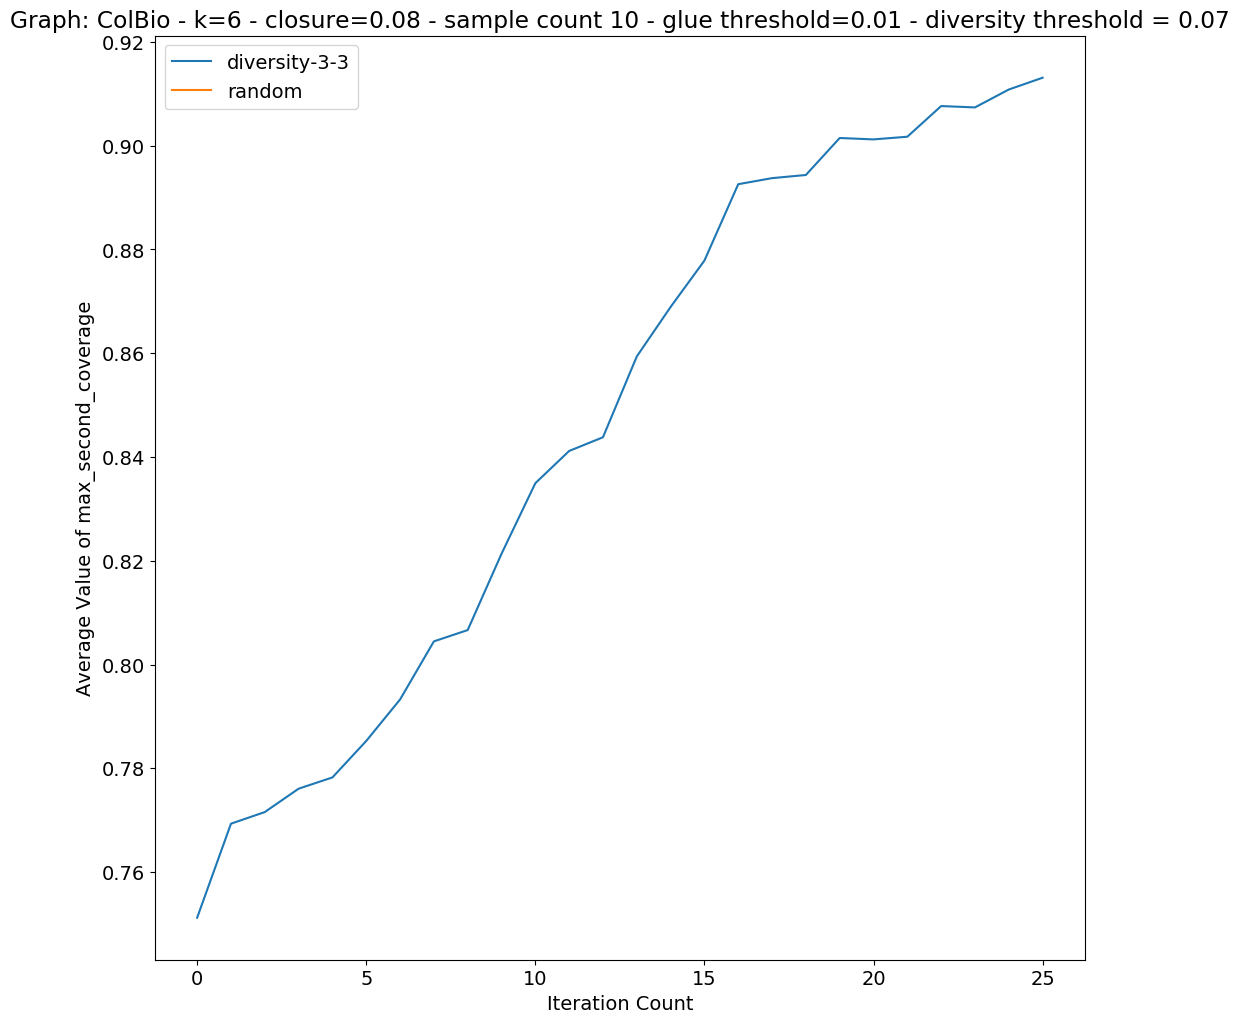 Graph: ColBio - k=6 - closure=0.08 - sample count 10 - glue threshold=0.01 - diversity threshold = 0.07
diversity-3-3
random
0.92
0.90
0.88
0.86
0.84
0.82
0.80
0.78
0.76
Average Value of max_second_coverage
0 5 10 15 20 25
Iteration Count